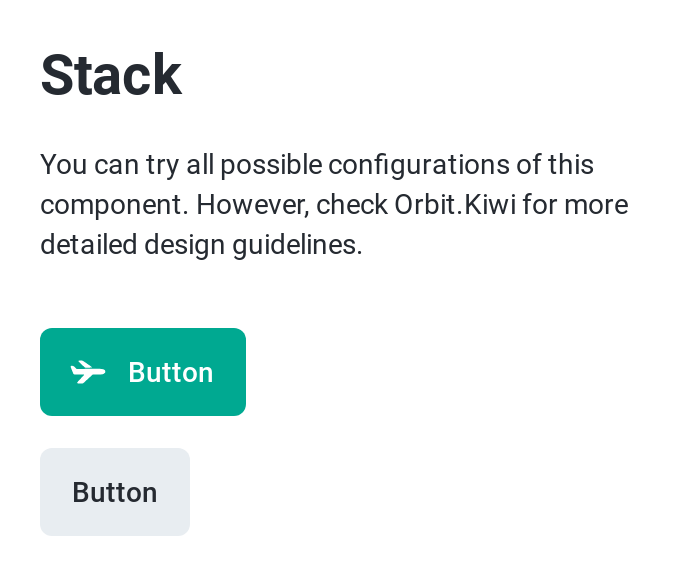 Stack
You can try all possible configurations of this
component. However, check Orbit.Kiwi for more
detailed design guidelines.
Button
Button